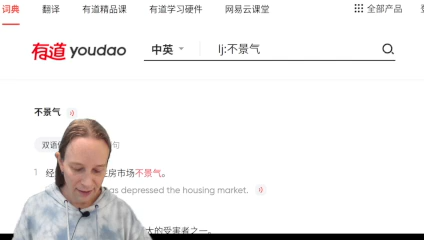 词典 翻译 有道精品课 有道学习硬件 网易云课堂 全部产品
有道 youdao 中英 lj:不景气
不景气
双语 句
1 经 房市场不景气。
as depressed the housing market.
大的受害者之一。